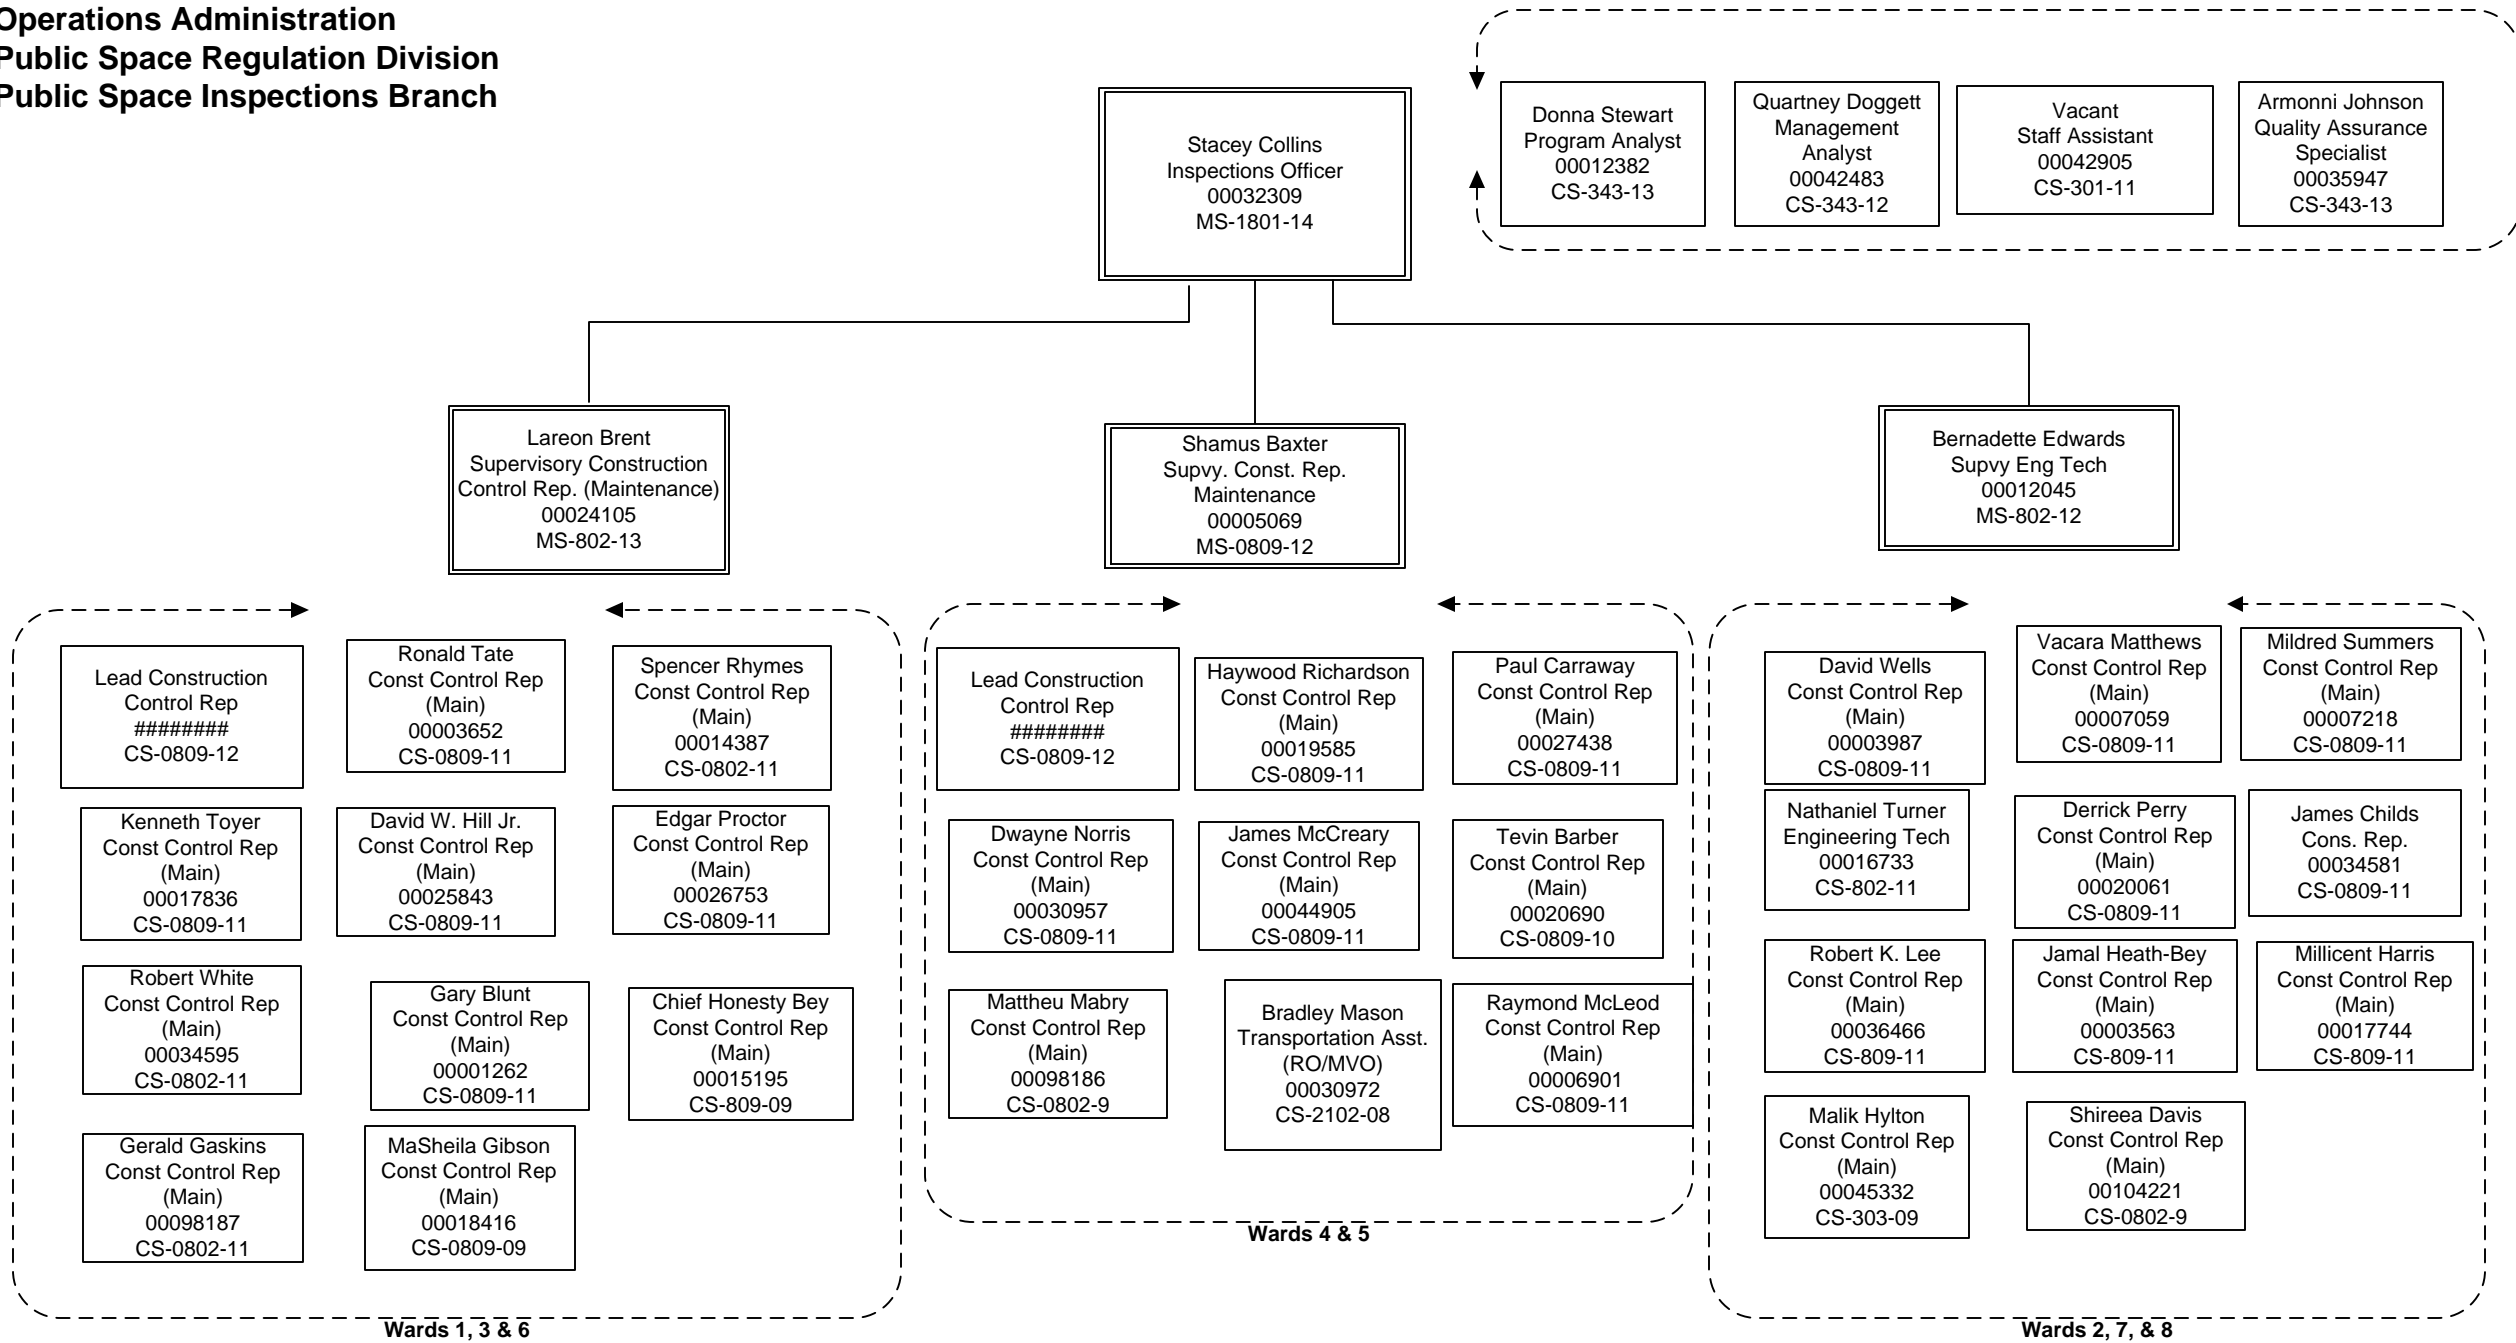 Operations Administration
Public Space Regulation Division
Public Space Inspections Branch
Stacey Collins
Inspections Officer
00032309
MS-1801-14
Donna Stewart
Program Analyst
00012382
CS-343-13
Quartney Doggett
Management
Analyst
00042483
CS-343-12
Vacant
Staff Assistant
00042905
CS-301-11
Armonni Johnson
Quality Assurance
Specialist
00035947
CS-343-13
Lareon Brent
Supervisory Construction
Control Rep. (Maintenance)
00024105
MS-802-13
Shamus Baxter
Supvy. Const. Rep.
Maintenance
00005069
MS-0809-12
Bernadette Edwards
Supvy Eng Tech
00012045
MS-802-12
Lead Construction
Control Rep
########
CS-0809-12
Ronald Tate
Const Control Rep
(Main)
00003652
CS-0809-11
Spencer Rhymes
Const Control Rep
(Main)
00014387
CS-0802-11
Kenneth Toyer
Const Control Rep
(Main)
00017836
CS-0809-11
David W. Hill Jr.
Const Control Rep
(Main)
00025843
CS-0809-11
Edgar Proctor
Const Control Rep
(Main)
00026753
CS-0809-11
Robert White
Const Control Rep
(Main)
00034595
CS-0802-11
Gary Blunt
Const Control Rep
(Main)
00001262
CS-0809-11
Chief Honesty Bey
Const Control Rep
(Main)
00015195
CS-809-09
Gerald Gaskins
Const Control Rep
(Main)
00098187
CS-0802-11
MaSheila Gibson
Const Control Rep
(Main)
00018416
CS-0809-09
Wards 1, 3 & 6
Lead Construction
Control Rep
########
CS-0809-12
Haywood Richardson
Const Control Rep
(Main)
00019585
CS-0809-11
Paul Carraway
Const Control Rep
(Main)
00027438
CS-0809-11
Dwayne Norris
Const Control Rep
(Main)
00030957
CS-0809-11
James McCreary
Const Control Rep
(Main)
00044905
CS-0809-11
Tevin Barber
Const Control Rep
(Main)
00020690
CS-0809-10
Mattheu Mabry
Const Control Rep
(Main)
00098186
CS-0802-9
Bradley Mason
Transportation Asst.
(RO/MVO)
00030972
CS-2102-08
Raymond McLeod
Const Control Rep
(Main)
00006901
CS-0809-11
Wards 4 & 5
David Wells
Const Control Rep
(Main)
00003987
CS-0809-11
Vacara Matthews
Const Control Rep
(Main)
00007059
CS-0809-11
Mildred Summers
Const Control Rep
(Main)
00007218
CS-0809-11
Nathaniel Turner
Engineering Tech
00016733
CS-802-11
Derrick Perry
Const Control Rep
(Main)
00020061
CS-0809-11
James Childs
Cons. Rep.
00034581
CS-0809-11
Robert K. Lee
Const Control Rep
(Main)
00036466
CS-809-11
Jamal Heath-Bey
Const Control Rep
(Main)
00003563
CS-809-11
Millicent Harris
Const Control Rep
(Main)
00017744
CS-809-11
Malik Hylton
Const Control Rep
(Main)
00045332
CS-303-09
Shireea Davis
Const Control Rep
(Main)
00104221
CS-0802-9
Wards 2, 7, & 8